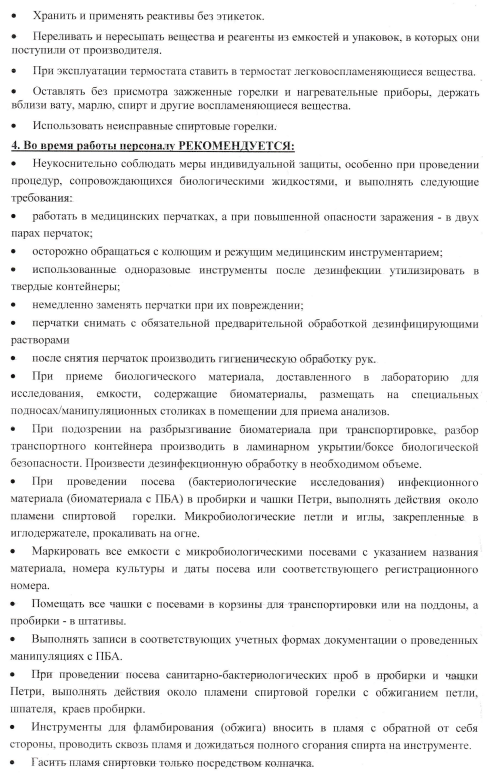 • Хранить и применять реактивы без этикеток.
• Переливать и пересыпать вещества и реагенты из емкостей и упаковок, в которых они
поступили от производителя.
• При эксплуатации термостата ставить в термостат легковоспламеняющиеся вещества.
• Оставлять без присмотра зажженные горелки и нагревательные приборы, держать
вблизи вату, марлю, спирт и другие воспламеняющиеся вещества.
• Использовать неисправные спиртовые горелки.
4. Во время работы персоналу РЕКОМЕНДУЕТСЯ:
• Неукоснительно соблюдать меры индивидуальной защиты, особенно при проведении
процедур, сопровождающихся биологическими жидкостями, и выполнять следующие
требования:
• работать в медицинских перчатках, а при повышенной опасности заражения - в двух
парах перчаток;
• осторожно обращаться с колющим и режущим медицинским инструментарием;
• использованные одноразовые инструменты после дезинфекции утилизировать в
твердые контейнеры;
• немедленно заменять перчатки при их повреждении;
• перчатки снимать с обязательной предварительной обработкой дезинфицирующими
растворами
• после снятия перчаток производить гигиеническую обработку рук.
• При приеме биологического материала, доставленного в лабораторию для
исследования, емкости, содержащие биоматериалы, размещать на специальных
подносах/манипуляционных столиках в помещении для приема анализов.
• При подозрении на разбрызгивание биоматериала при транспортировке, разбор
транспортного контейнера производить в ламинарном укрытии/боксе биологической
безопасности. Произвести дезинфекционную обработку в необходимом объеме.
• При проведении посева (бактериологические исследования) инфекционного
материала (биоматериала с ПБА) в пробирки и чашки Петри, выполнять действия около
пламени спиртовой горелки. Микробиологические петли и иглы, закрепленные в
иглодержателе, прокаливать на огне.
• Маркировать все емкости с микробиологическими посевами с указанием названия
материала, номера культуры и даты посева или соответствующего регистрационного
номера.
• Помещать все чашки с посевами в корзины для транспортировки или на поддоны, а
пробирки - в штативы.
• Выполнять записи в соответствующих учетных формах документации о проведенных
манипуляциях с ПБА.
• При проведении посева санитарно-бактериологических проб в пробирки и чашки
Петри, выполнять действия около пламени спиртовой горелки с обжиганием петли,
шпателя, краев пробирки.
• Инструменты для фламбирования (обжига) вносить в пламя с обратной от себя
стороны, проводить сквозь пламя и дожидаться полного сгорания спирта на инструменте.
• Гасить пламя спиртовки только посредством колпачка.